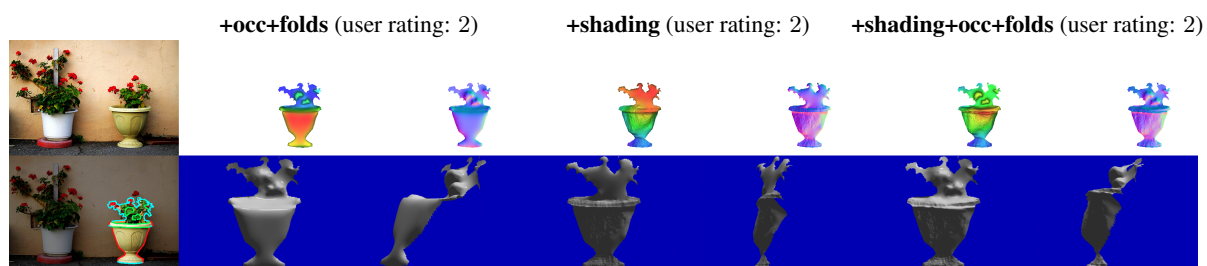 +occ+folds (user rating: 2) +shading (user rating: 2) +shading+occ+folds (user rating: 2)